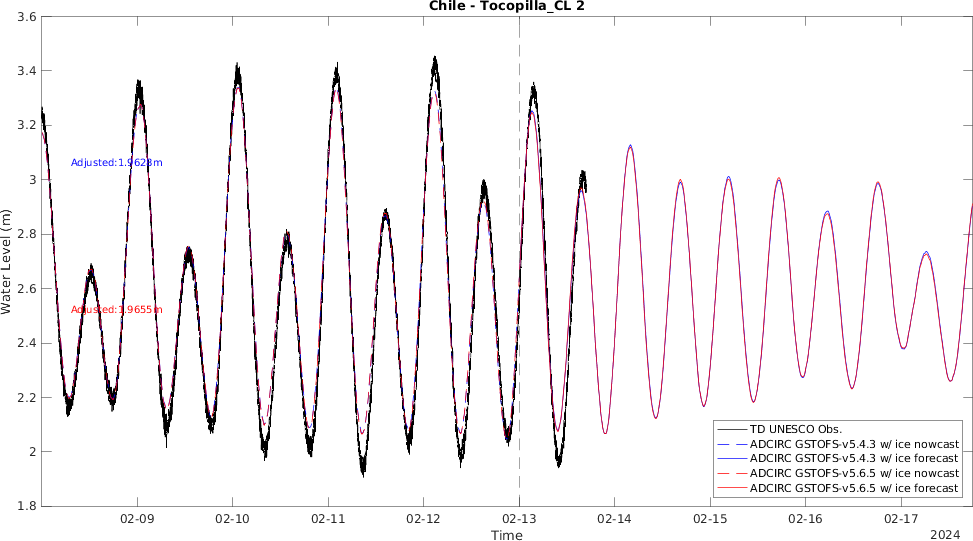 Chile - Tocopilla_CL 2
Water Level (m)
3.6
3.4
3.2
3
2.8
2.6
2.4
2.2
2
1.8
Adjusted:1.9623m
Adjusted:1.9655m
TD UNESCO Obs.
ADCIRC GSTOFS-v5.4.3 w/ ice nowcast
ADCIRC GSTOFS-v5.4.3 w/ ice forecast
ADCIRC GSTOFS-v5.6.5 w/ ice nowcast
ADCIRC GSTOFS-v5.6.5 w/ ice forecast
02-09 02-10 02-11 02-12 02-13 02-14 02-15 02-16 02-17
Time
2024